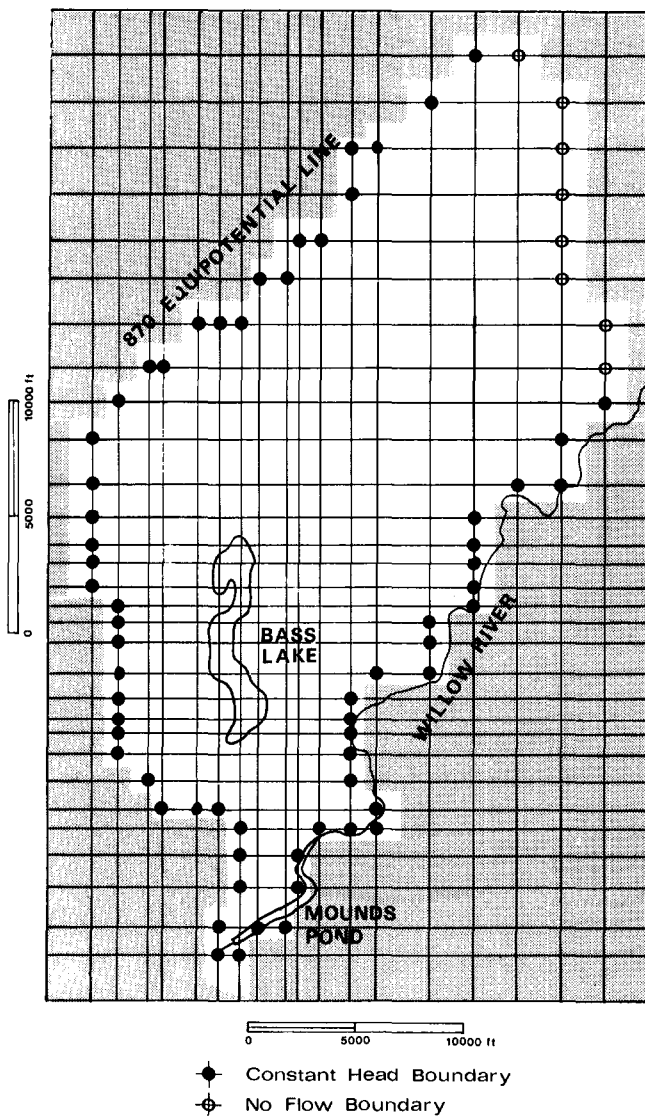 870 EQUIPOTENTIAL LINE
10000 ft
5000
0
BASS
LAKE
WILLOW RIVER
MOUNDS
POND
0
5000
10000 ft
Constant Head Boundary
No Flow Boundary